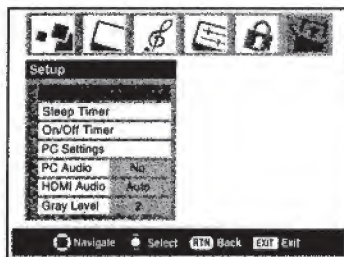 Setup
Sleep Timer
On/Off Timer
PC Settings
PC Audio No
HDMI Audio Auto
Gray Level 2
Navigate Select RTN Back EXIT Exit